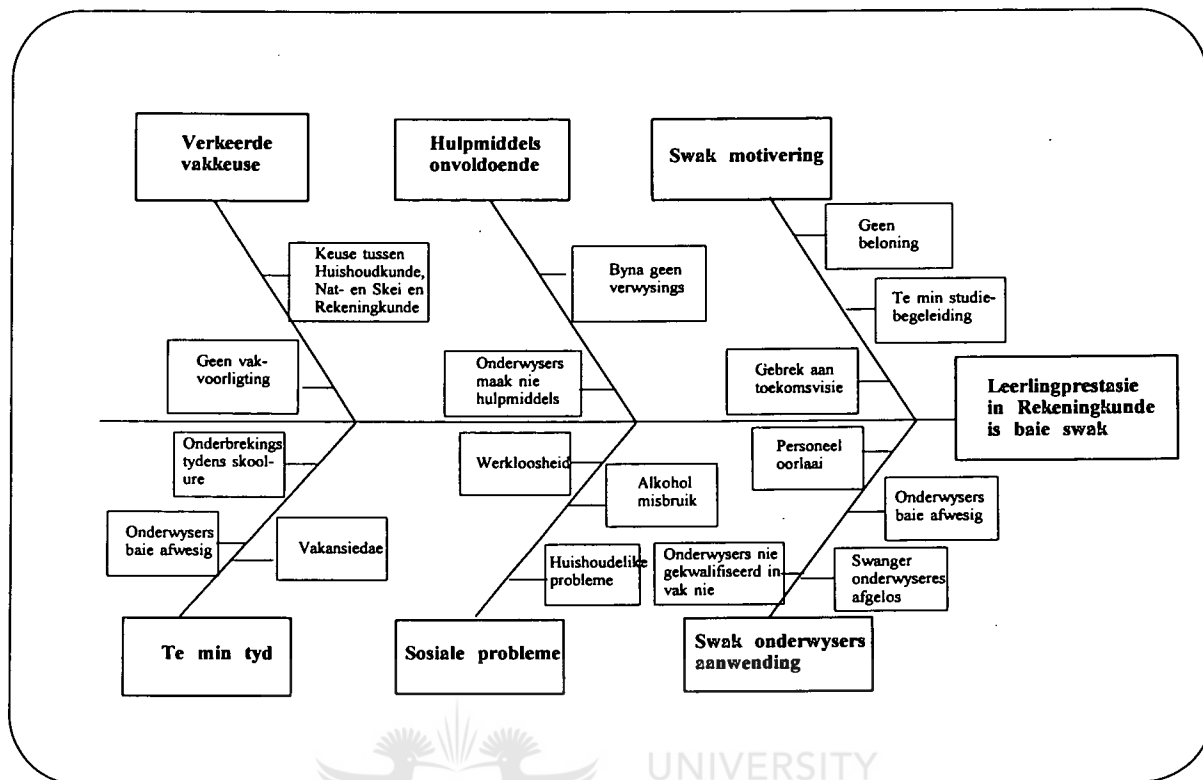 Verkeerde
vakkeuse
Hulpmiddels
onvoldoende
Swak motivering
Geen
beloning
Keuse tussen
Huishoudkunde,
Nat- en Skei en
Rekeningkunde
Byna geen
verwysings
Te min studie-
begeleiding
Geen vak-
voorligting
Onderwysers
maak nie
hulpmiddels
Gebrek aan
toekomsvisie
Leerlingprestasie
in Rekeningkunde
is baie swak
Onderbrekings
tydens skool-
ure
Werkloosheid
Personeel
oorlaai
Alkohol
misbruik
Onderwysers
baie afwesig
Onderwysers
baie afwesig
Vakansiedae
Huishoudelike
probleme
Onderwysers nie
gekwalifiseerd in
vak nie
Swanger
onderwyseres
afgelos
Te min tyd
Sosiale probleme
Swak onderwysers
aanwending
UNIVERSITY